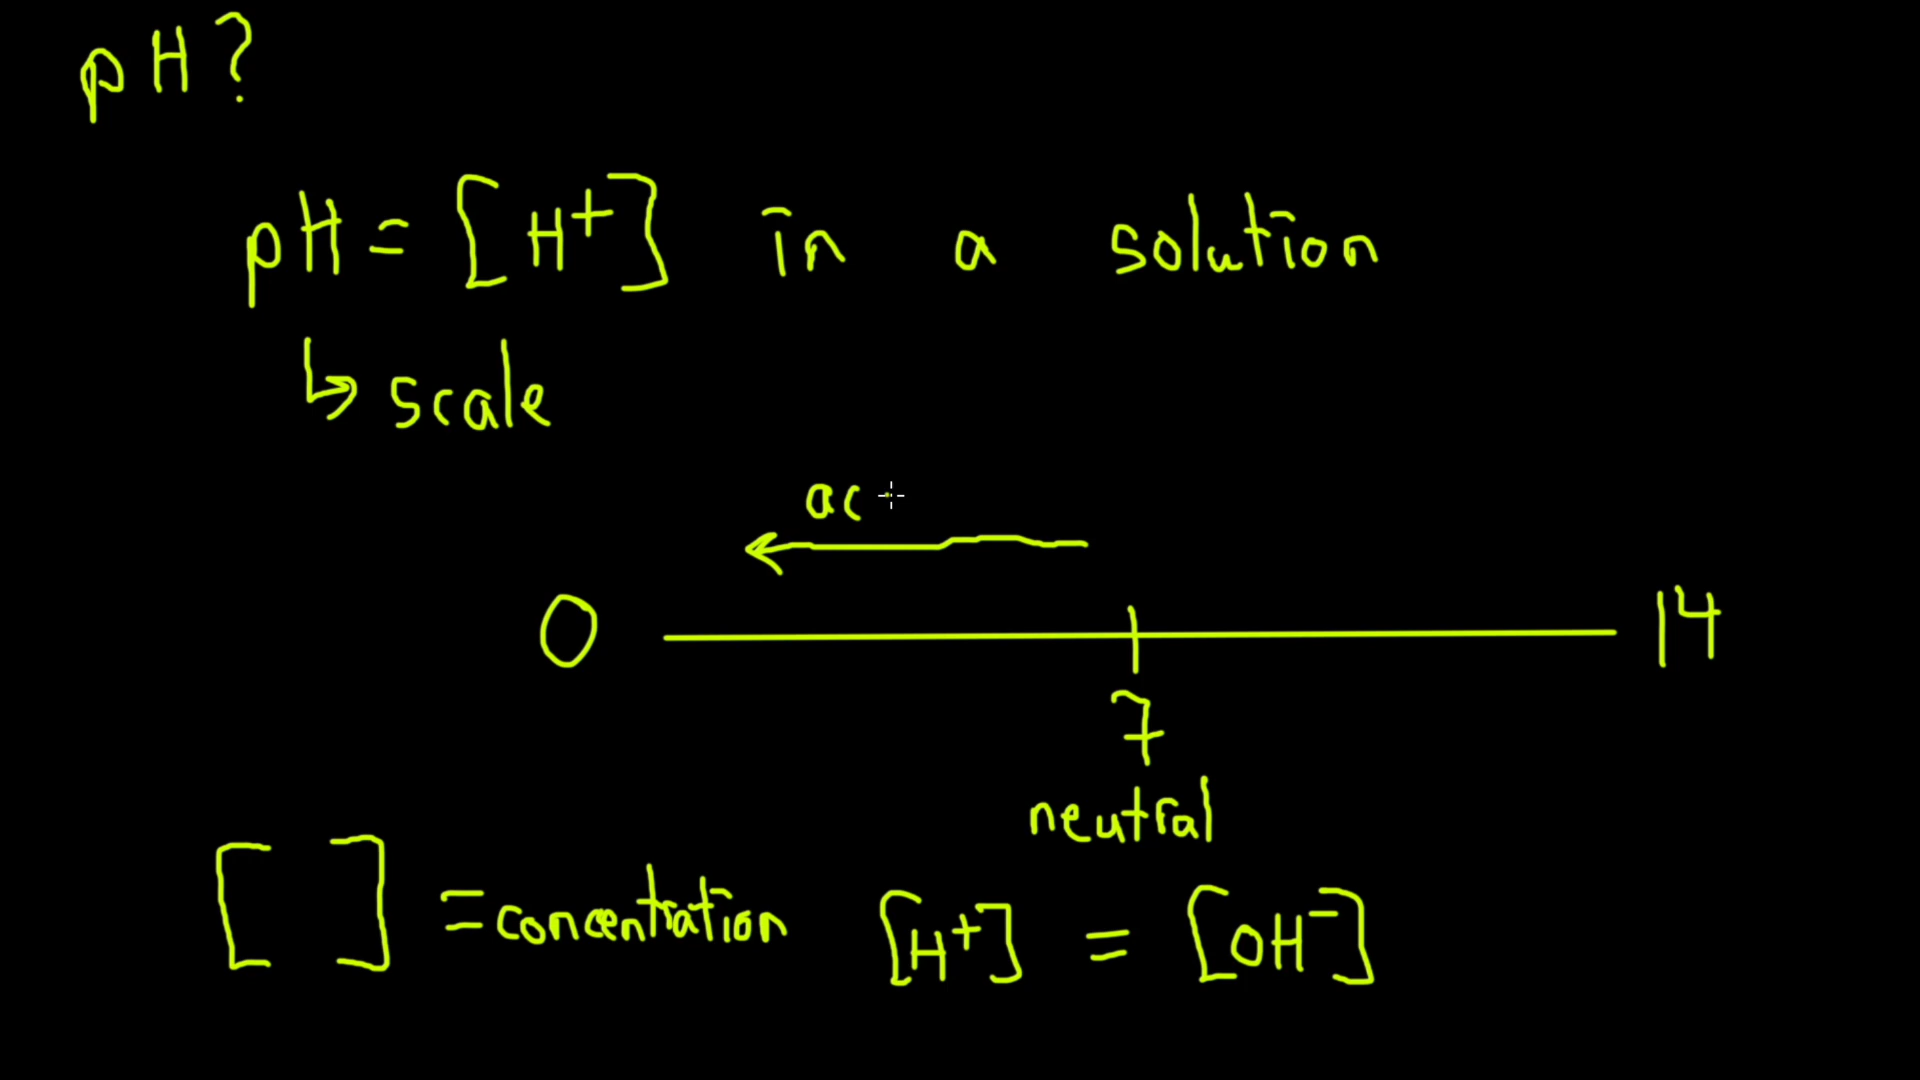 pH?
pH = [H⁺] in a solution
↳ scale
ac
0 14
7
neutral
[ ] = concentration [H⁺] = [OH⁻]